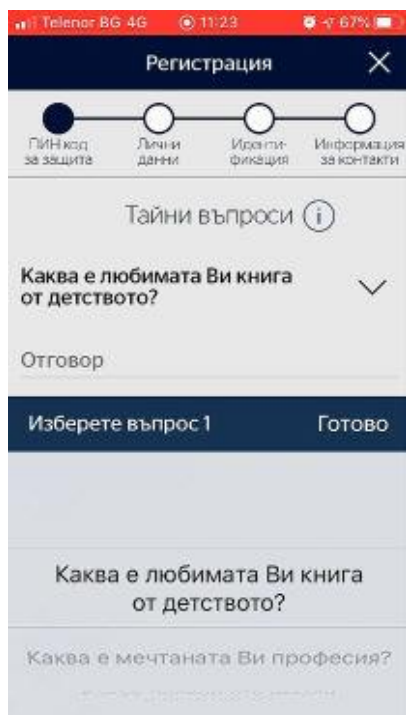 Telenor BG 4G 11:23 67%
Регистрация
ПИН код Лични Иденти- Информация
за защита данни фикация за контакти
Тайни въпроси i
Каква е любимата Ви книга
от детството?
Отговор
Изберете въпрос 1 Готово
Каква е любимата Ви книга
от детството?
Каква е мечтаната Ви професия?